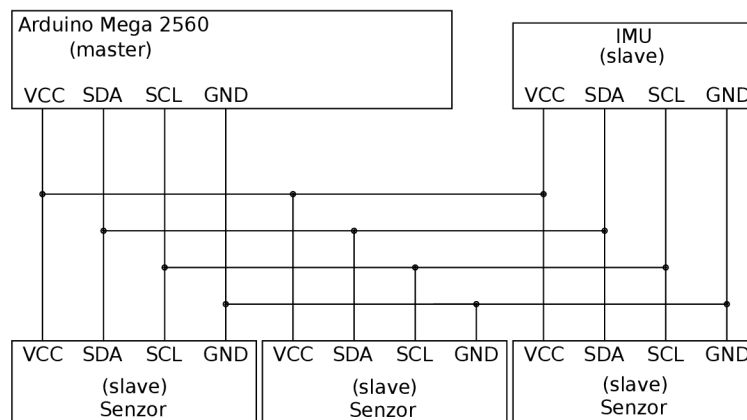 Arduino Mega 2560
(master)
VCC SDA SCL GND
IMU
(slave)
VCC SDA SCL GND
VCC SDA SCL GND
(slave)
Senzor
VCC SDA SCL GND
(slave)
Senzor
VCC SDA SCL GND
(slave)
Senzor